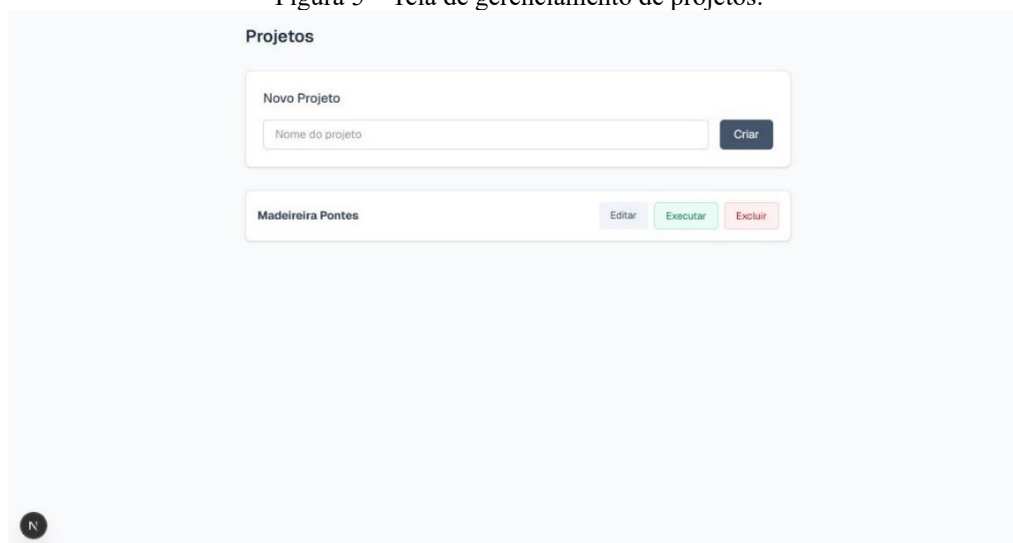 Projetos
Novo Projeto
Nome do projeto
Criar
Madeireira Pontes
Editar
Executar
Excluir
N